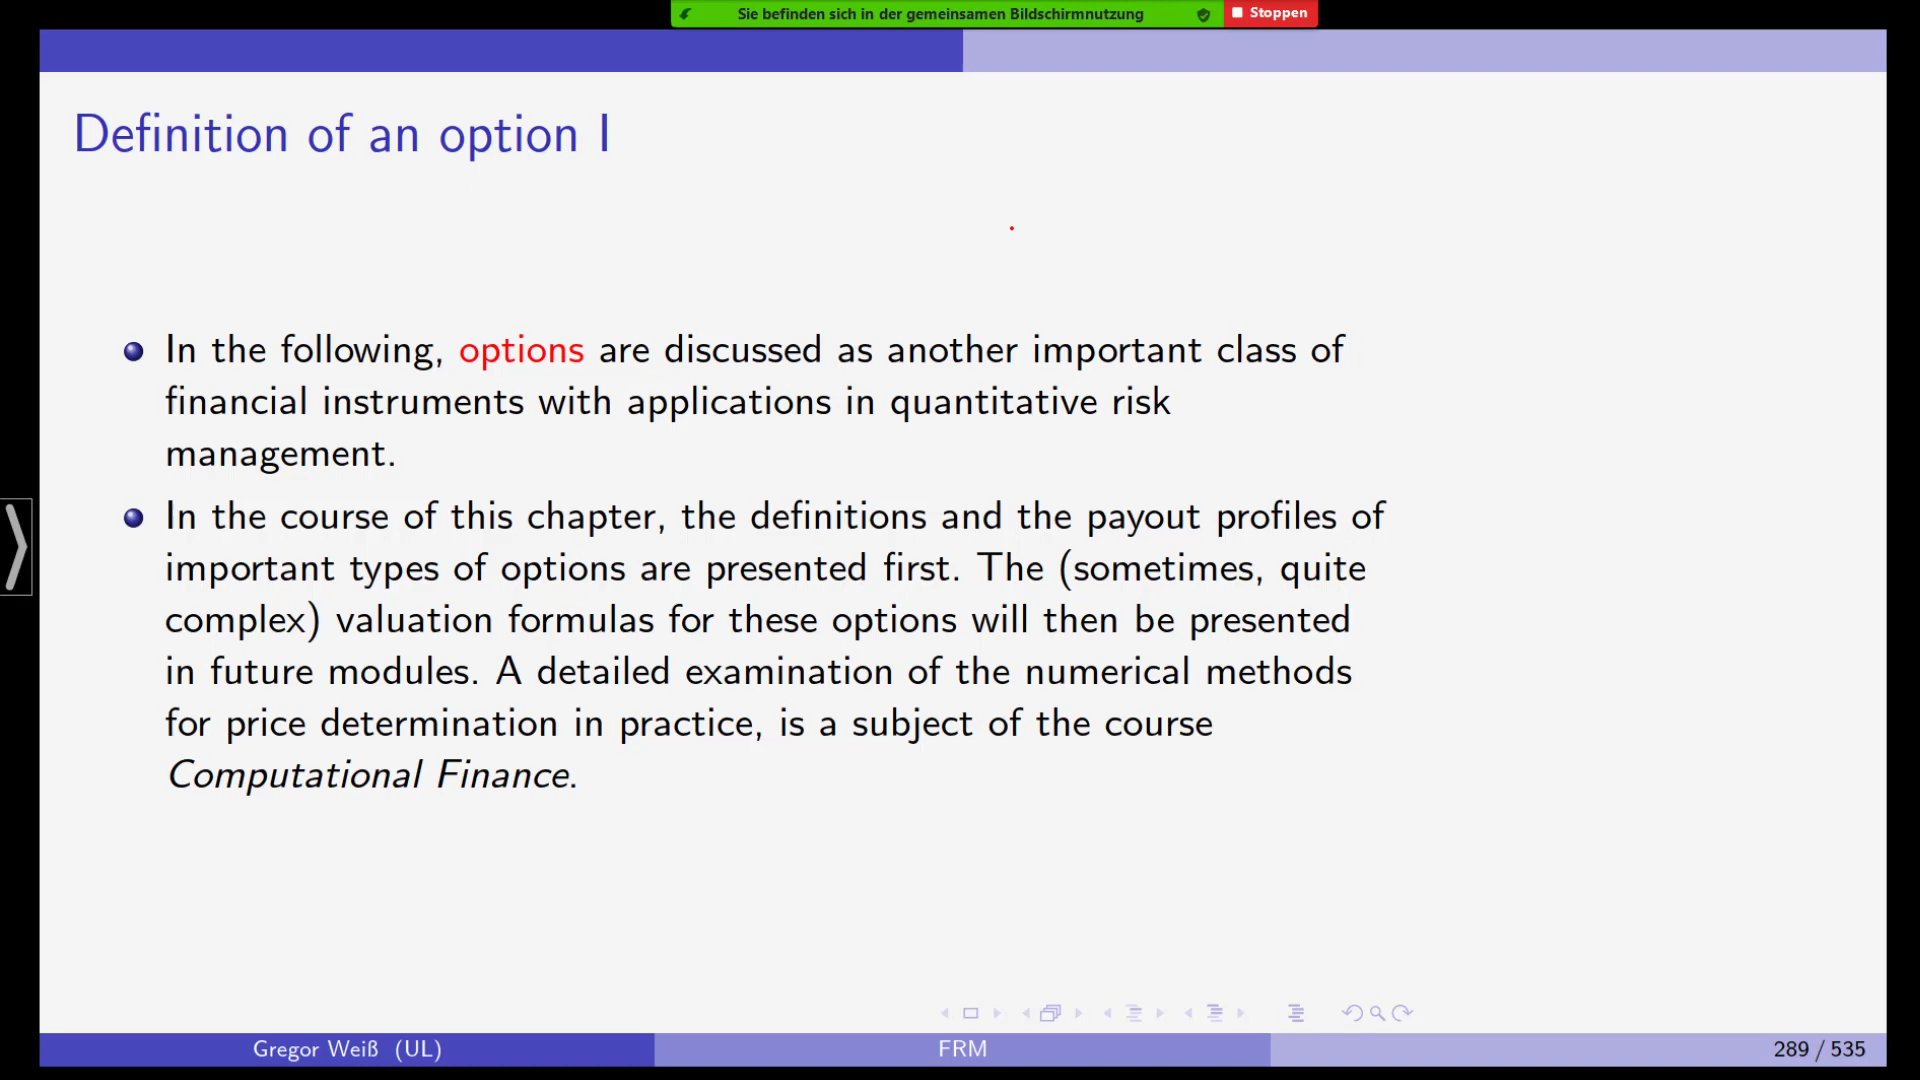 Sie befinden sich in der gemeinsamen Bildschirmnutzung
Stoppen
Definition of an option I
In the following, options are discussed as another important class of
financial instruments with applications in quantitative risk
management.
In the course of this chapter, the definitions and the payout profiles of
important types of options are presented first. The (sometimes, quite
complex) valuation formulas for these options will then be presented
in future modules. A detailed examination of the numerical methods
for price determination in practice, is a subject of the course
Computational Finance.
Gregor Weiß (UL)
FRM
289 / 535